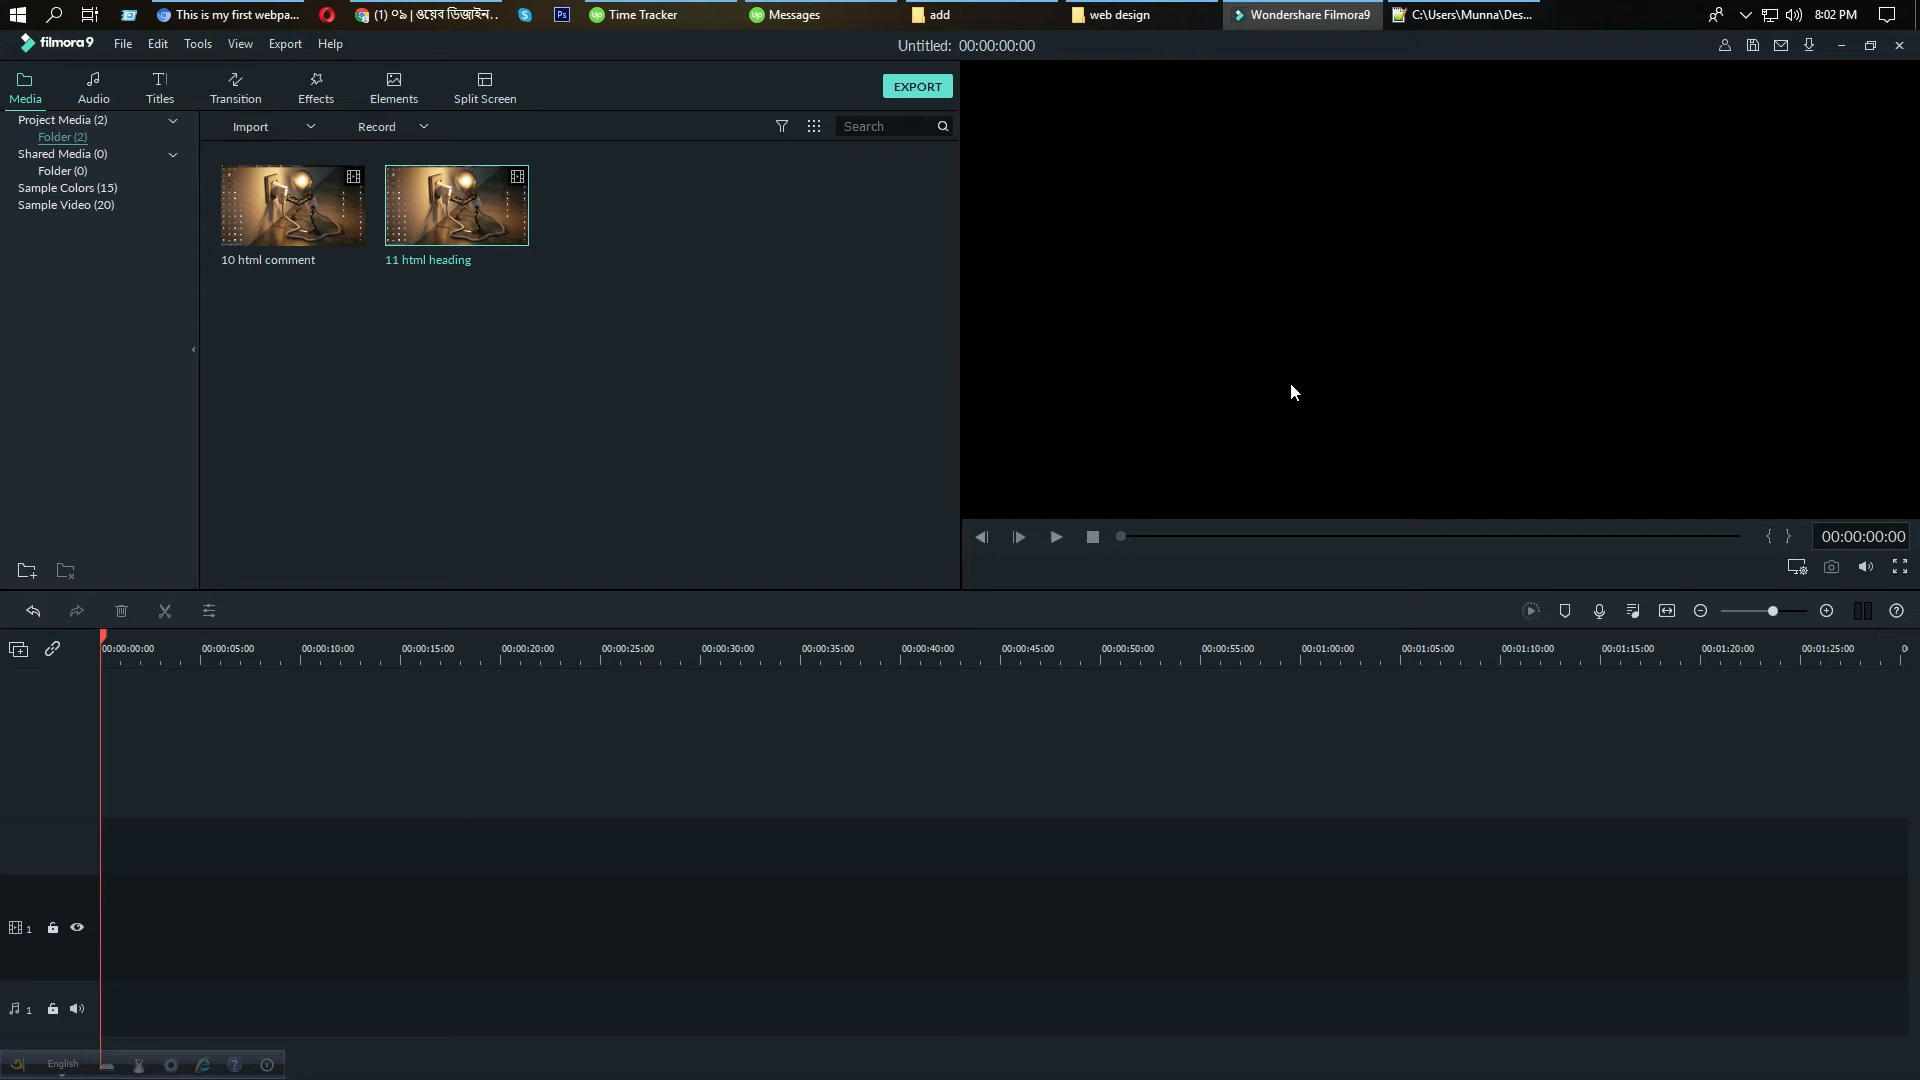 This is my first webpa...
(1) ০৯ | ওয়েব ডিজাইন...
Time Tracker
Messages
add
web design
Wondershare Filmora9
C:\Users\Munna\Des...
8:02 PM
filmora9
File
Edit
Tools
View
Export
Help
Untitled: 00:00:00:00
Media
Audio
Titles
Transition
Effects
Elements
Split Screen
EXPORT
Project Media (2)
Folder (2)
Shared Media (0)
Folder (0)
Sample Colors (15)
Sample Video (20)
Import
Record
Search
10 html comment
11 html heading
00:00:00:00
00:00:00:00
00:00:05:00
00:00:10:00
00:00:15:00
00:00:20:00
00:00:25:00
00:00:30:00
00:00:35:00
00:00:40:00
00:00:45:00
00:00:50:00
00:00:55:00
00:01:00:00
00:01:05:00
00:01:10:00
00:01:15:00
00:01:20:00
00:01:25:00
1
1
English